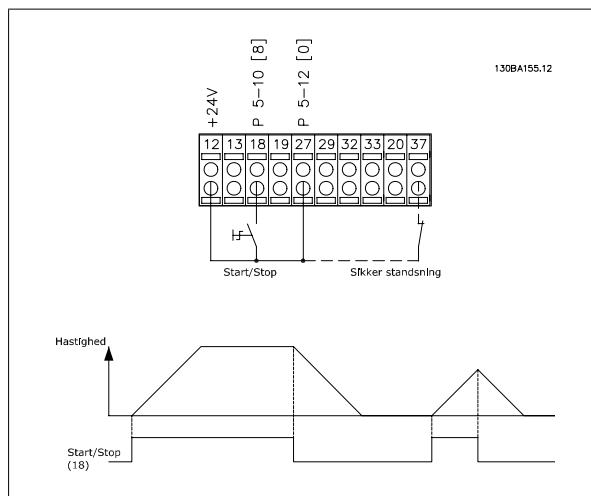 130BA155.12
+24V
P 5-10 [8]
P 5-12 [0]
12 13 18 19 27 29 32 33 20 37
Start/Stop
Sikker standsning
Hastighed
Start/Stop
(18)